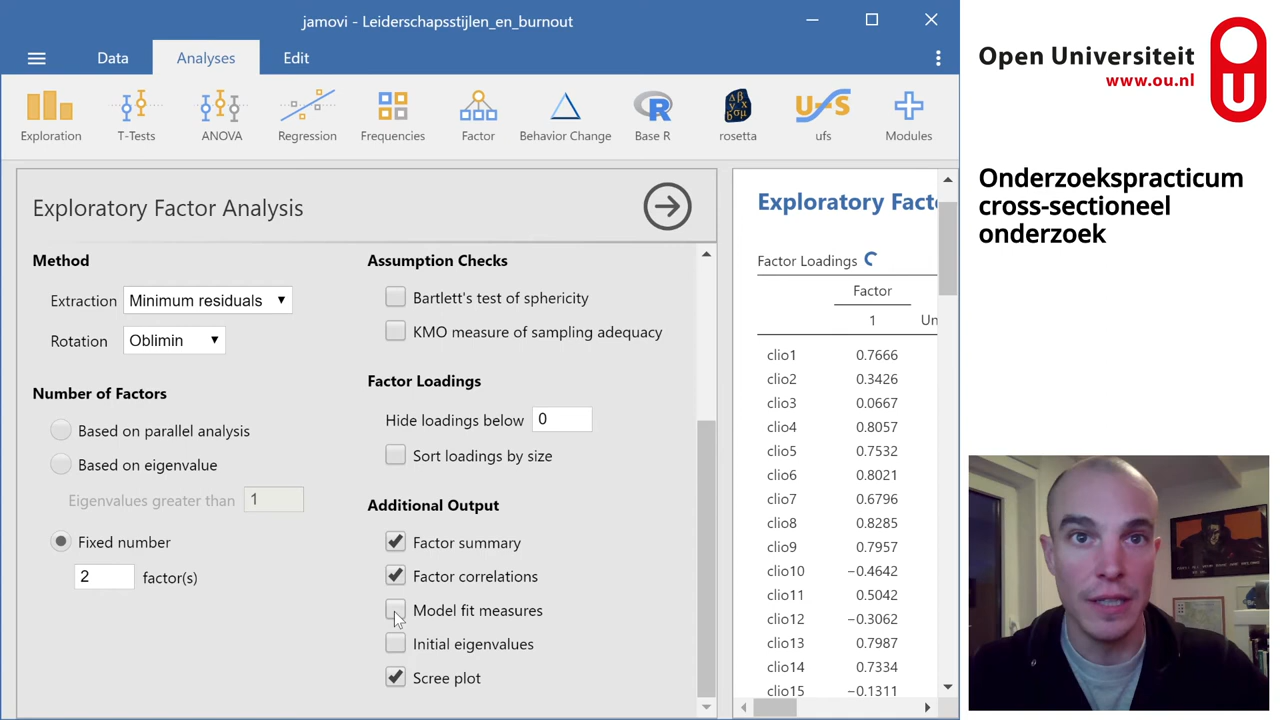 jamovi - Leiderschapsstijlen_en_burnout
Data
Analyses
Edit
Exploration
T-Tests
ANOVA
Regression
Frequencies
Factor
Behavior Change
Base R
rosetta
ufs
Modules
Exploratory Factor Analysis
Method
Extraction
Minimum residuals
Rotation
Oblimin
Number of Factors
Based on parallel analysis
Based on eigenvalue
Eigenvalues greater than 1
Fixed number
2 factor(s)
Assumption Checks
Bartlett's test of sphericity
KMO measure of sampling adequacy
Factor Loadings
Hide loadings below 0
Sort loadings by size
Additional Output
Factor summary
Factor correlations
Model fit measures
Initial eigenvalues
Scree plot
Exploratory Facto
Factor Loadings
Factor
1 Un
clio1 0.7666
clio2 0.3426
clio3 0.0667
clio4 0.8057
clio5 0.7532
clio6 0.8021
clio7 0.6796
clio8 0.8285
clio9 0.7957
clio10 −0.4642
clio11 0.5042
clio12 −0.3062
clio13 0.7987
clio14 0.7334
clio15 −0.1311
Open Universiteit
www.ou.nl
Onderzoekspracticum
cross-sectioneel
onderzoek